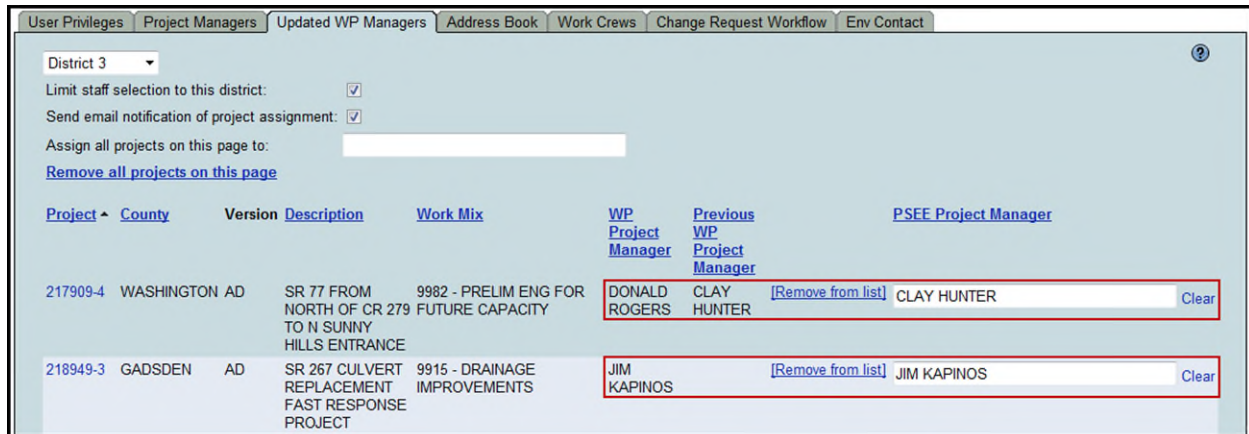 User Privileges Project Managers Updated WP Managers Address Book Work Crews Change Request Workflow Env Contact
District 3
?
Limit staff selection to this district:
Send email notification of project assignment:
Assign all projects on this page to:
Remove all projects on this page
Project County Version Description Work Mix WP Project Manager Previous WP Project Manager PSEE Project Manager
217909-4 WASHINGTON AD SR 77 FROM 9982 - PRELIM ENG FOR DONALD CLAY [Remove from list] CLAY HUNTER Clear
NORTH OF CR 279 FUTURE CAPACITY ROGERS HUNTER
TO N SUNNY
HILLS ENTRANCE
218949-3 GADSDEN AD SR 267 CULVERT 9915 - DRAINAGE JIM [Remove from list] JIM KAPINOS Clear
REPLACEMENT IMPROVEMENTS KAPINOS
FAST RESPONSE
PROJECT